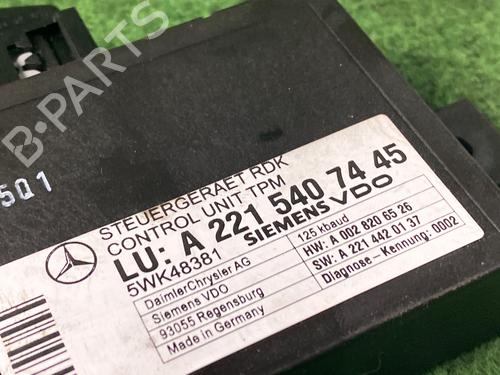 B-PARTS
501
STEUERGERAET RDK
CONTROL UNIT TPM
LU: A 221 540 74 45
5WK48381
SIEMENS VDO
DaimlerChrysler AG
Siemens VDO
93055 Regensburg
Made in Germany
125 kbaud
HW: A 002 820 65 26
SW: A 221 442 01 37
Diagnose - Kennung: 0002